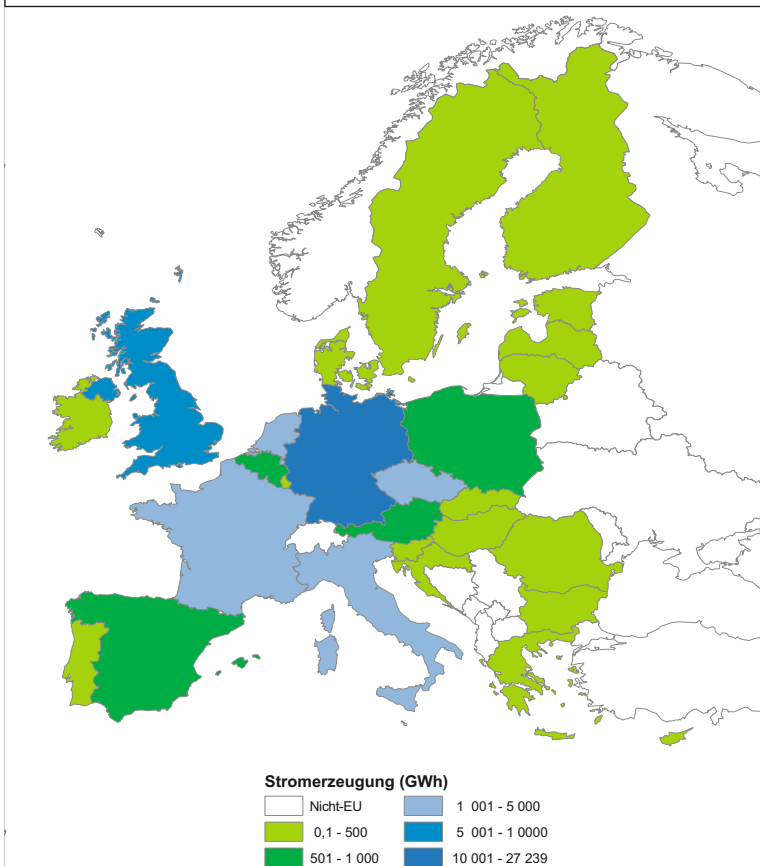 Stromerzeugung (GWh)
Nicht-EU
0,1 - 500
501 - 1 000
1 001 - 5 000
5 001 - 1 0000
10 001 - 27 239